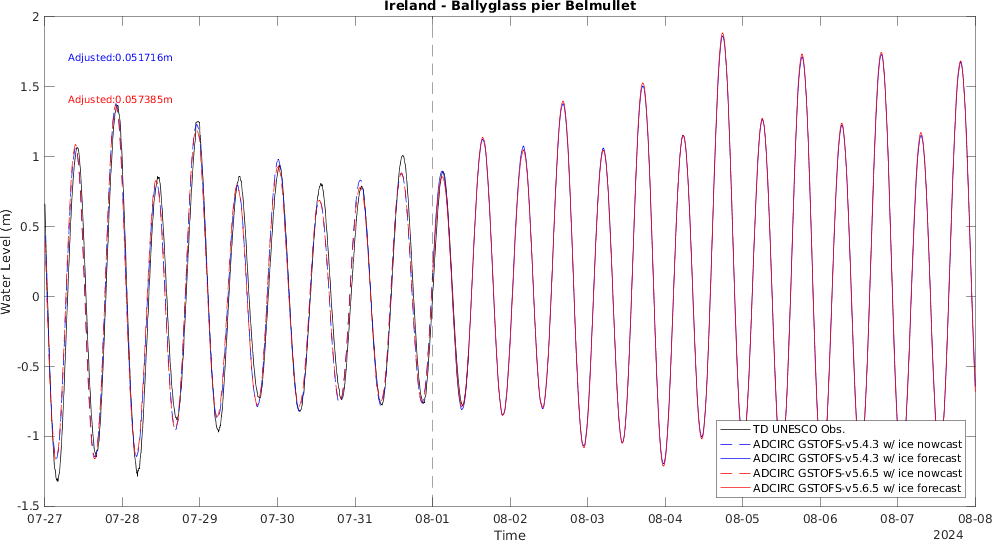 Ireland - Ballyglass pier Belmullet
Adjusted:0.051716m
Adjusted:0.057385m
Water Level (m)
2
1.5
1
0.5
0
-0.5
-1
-1.5
TD UNESCO Obs.
ADCIRC GSTOFS-v5.4.3 w/ ice nowcast
ADCIRC GSTOFS-v5.4.3 w/ ice forecast
ADCIRC GSTOFS-v5.6.5 w/ ice nowcast
ADCIRC GSTOFS-v5.6.5 w/ ice forecast
07-27 07-28 07-29 07-30 07-31 08-01 08-02 08-03 08-04 08-05 08-06 08-07 08-08
Time
2024